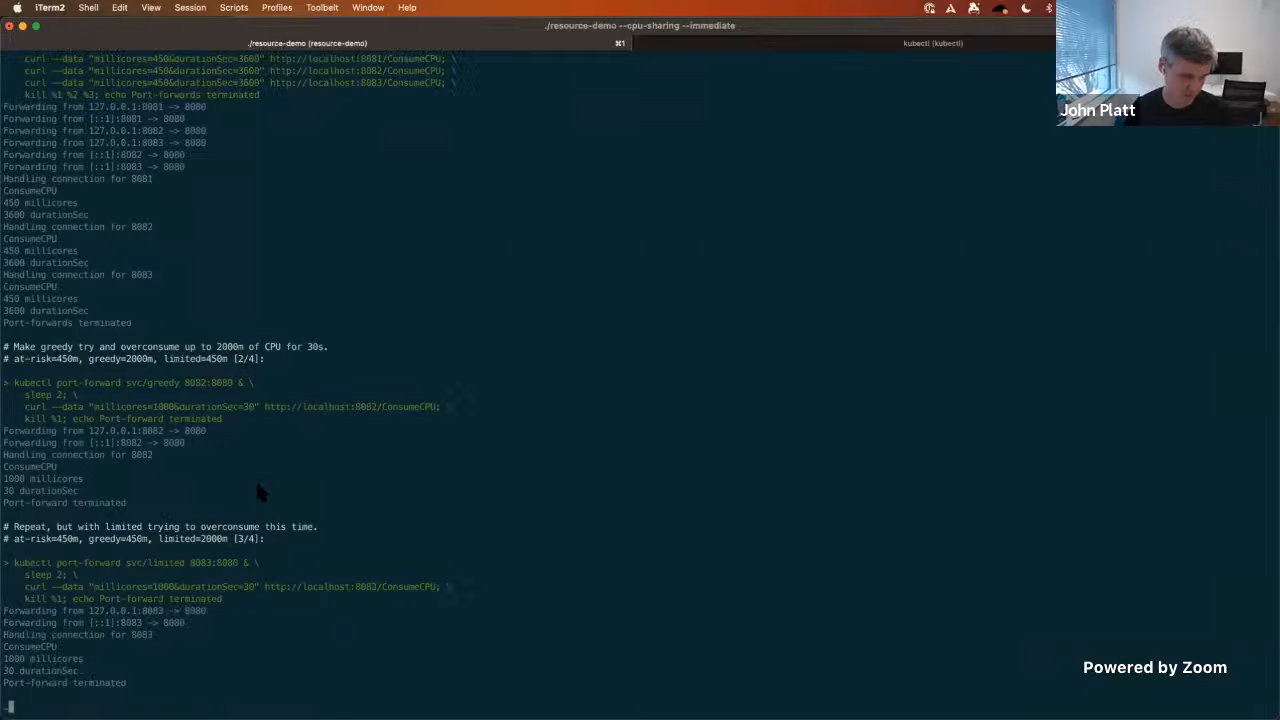 iTerm2 Shell Edit View Session Scripts Profiles Toolbelt Window Help
./resource-demo --cpu-sharing --immediate
./resource-demo (resource-demo) ⌘1 kubectl (kubectl)
curl --data "millicores=450&durationSec=3600" http://localhost:8081/ConsumeCPU; \
curl --data "millicores=450&durationSec=3600" http://localhost:8082/ConsumeCPU; \
curl --data "millicores=450&durationSec=3600" http://localhost:8083/ConsumeCPU; \
kill %1 %2 %3; echo Port-forwards terminated
Forwarding from 127.0.0.1:8081 -> 8080
Forwarding from [::1]:8081 -> 8080
Forwarding from 127.0.0.1:8082 -> 8080
Forwarding from 127.0.0.1:8083 -> 8080
Forwarding from [::1]:8082 -> 8080
Forwarding from [::1]:8083 -> 8080
Handling connection for 8081
ConsumeCPU
450 millicores
3600 durationSec
Handling connection for 8082
ConsumeCPU
450 millicores
3600 durationSec
Handling connection for 8083
ConsumeCPU
450 millicores
3600 durationSec
Port-forwards terminated
# Make greedy try and overconsume up to 2000m of CPU for 30s.
# at-risk=450m, greedy=2000m, limited=450m [2/4]:
> kubectl port-forward svc/greedy 8082:8080 & \
sleep 2; \
curl --data "millicores=1000&durationSec=30" http://localhost:8082/ConsumeCPU; \
kill %1; echo Port-forward terminated
Forwarding from 127.0.0.1:8082 -> 8080
Forwarding from [::1]:8082 -> 8080
Handling connection for 8082
ConsumeCPU
1000 millicores
30 durationSec
Port-forward terminated
# Repeat, but with limited trying to overconsume this time.
# at-risk=450m, greedy=450m, limited=2000m [3/4]:
> kubectl port-forward svc/limited 8083:8080 & \
sleep 2; \
curl --data "millicores=1000&durationSec=30" http://localhost:8083/ConsumeCPU; \
kill %1; echo Port-forward terminated
Forwarding from 127.0.0.1:8083 -> 8080
Forwarding from [::1]:8083 -> 8080
Handling connection for 8083
ConsumeCPU
1000 millicores
30 durationSec
Port-forward terminated
John Platt
Powered by Zoom